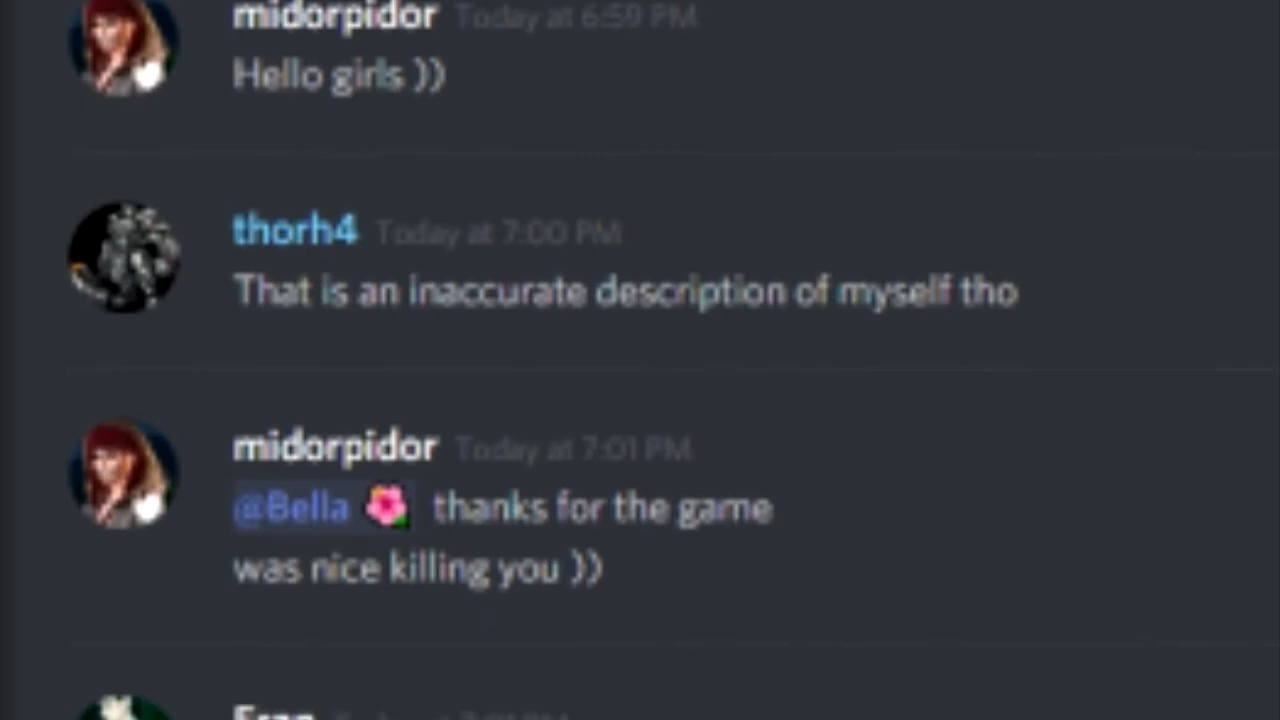 midorpidor Today at 6:59 PM
Hello girls ))
thorh4 Today at 7:00 PM
That is an inaccurate description of myself tho
midorpidor Today at 7:01 PM
@Bella 🌺 thanks for the game
was nice killing you ))